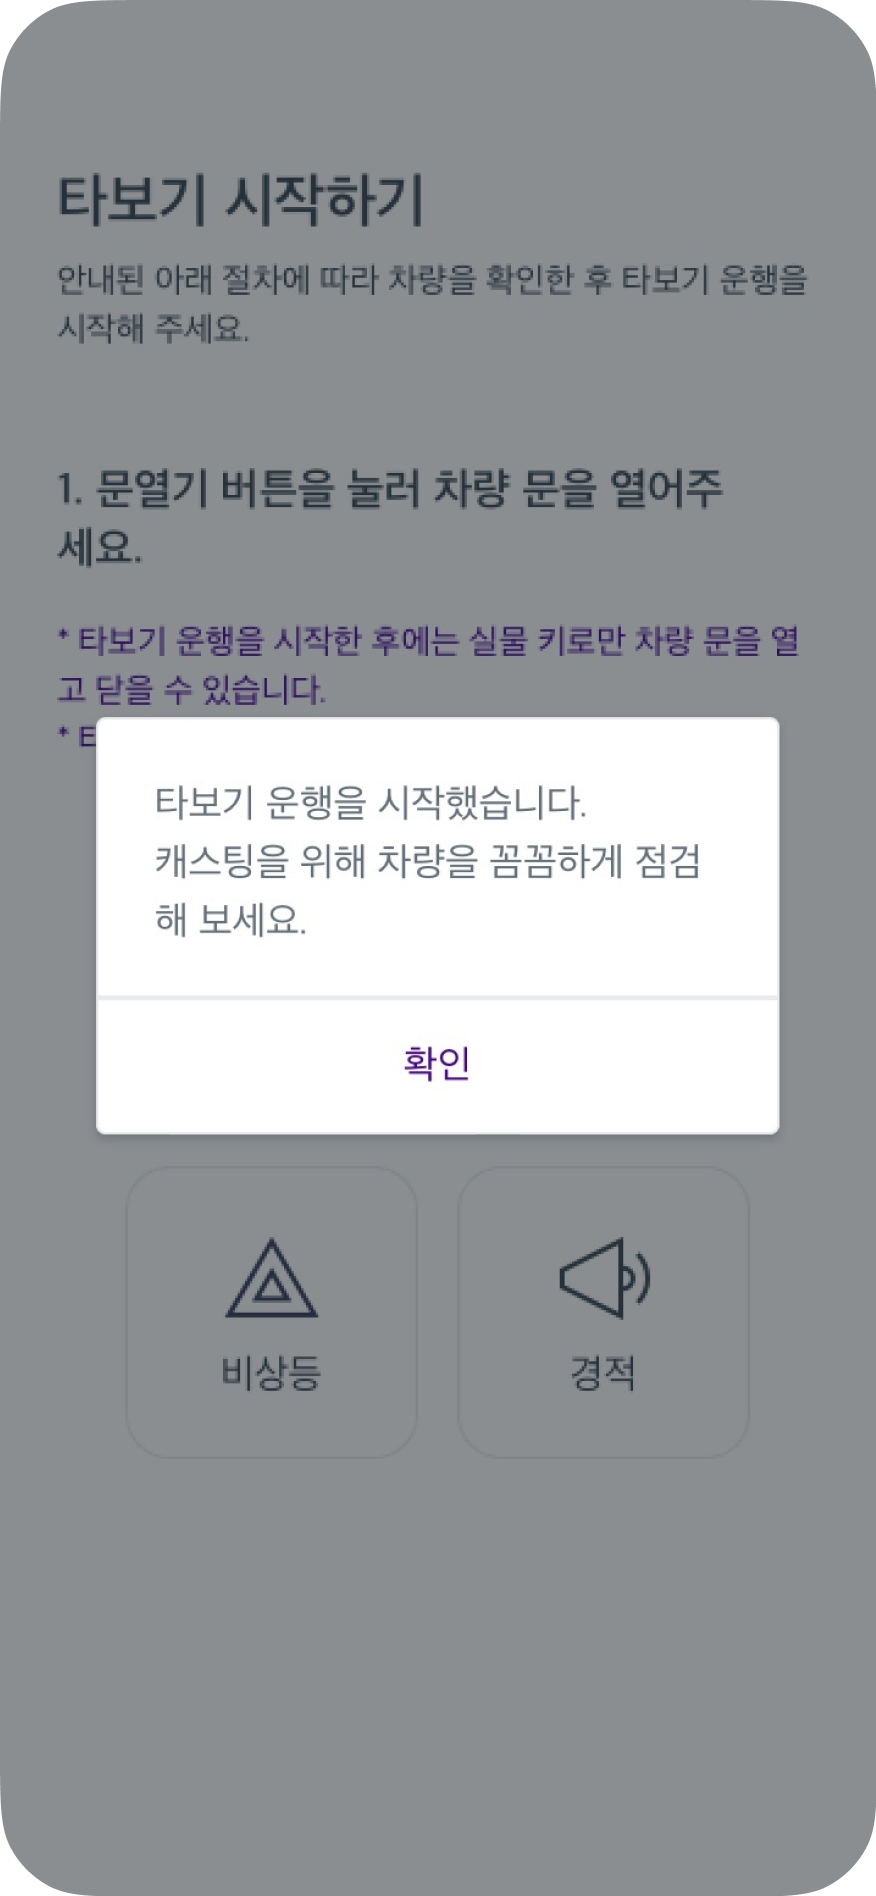 타보기 시작하기
안내된 아래 절차에 따라 차량을 확인한 후 타보기 운행을
시작해 주세요.
1. 문열기 버튼을 눌러 차량 문을 열어주
세요.
* 타보기 운행을 시작한 후에는 실물 키로만 차량 문을 열
고 닫을 수 있습니다.
*
타보기 운행을 시작했습니다.
캐스팅을 위해 차량을 꼼꼼하게 점검
해 보세요.
확인
비상등
경적